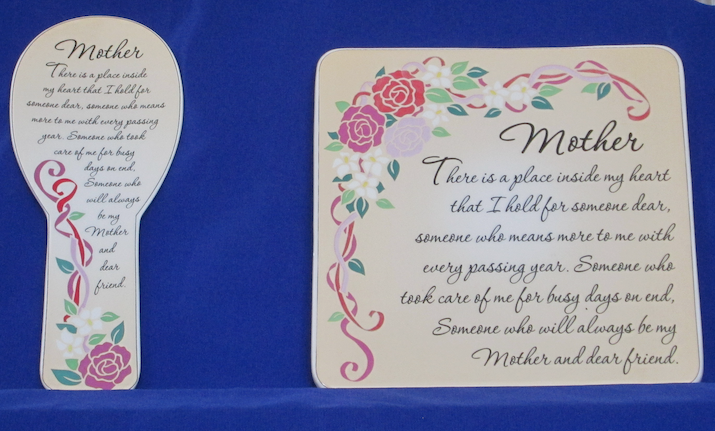 Mother
There is a place inside
my heart that I hold for
someone dear, someone who means
more to me with every passing
year. Someone who took
care of me for busy
days on end,
Someone who
will always
be my
Mother
and
dear
friend.
Mother
There is a place inside my heart
that I hold for someone dear,
someone who means more to me with
every passing year. Someone who
took care of me for busy days on end,
Someone who will always be my
Mother and dear friend.